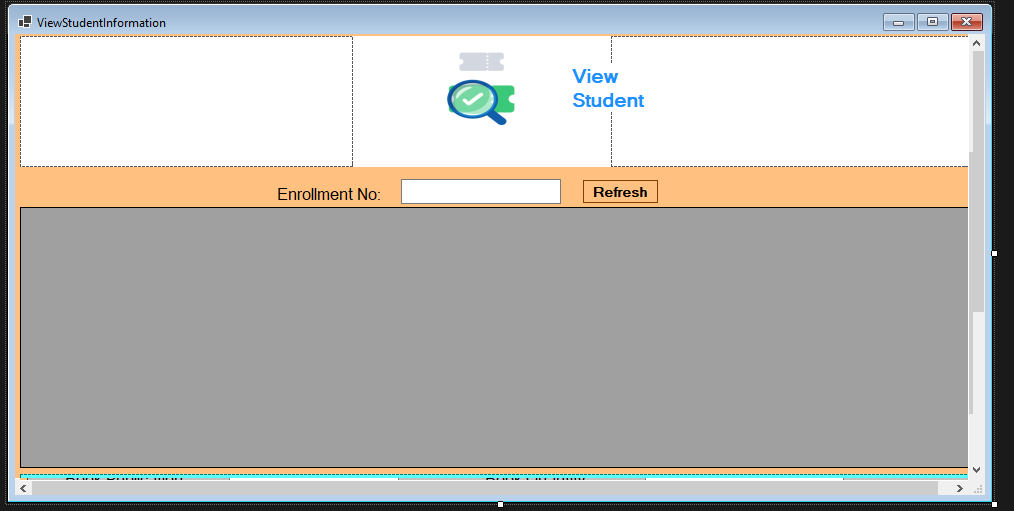 ViewStudentInformation
View
Student
Enrollment No:
Refresh